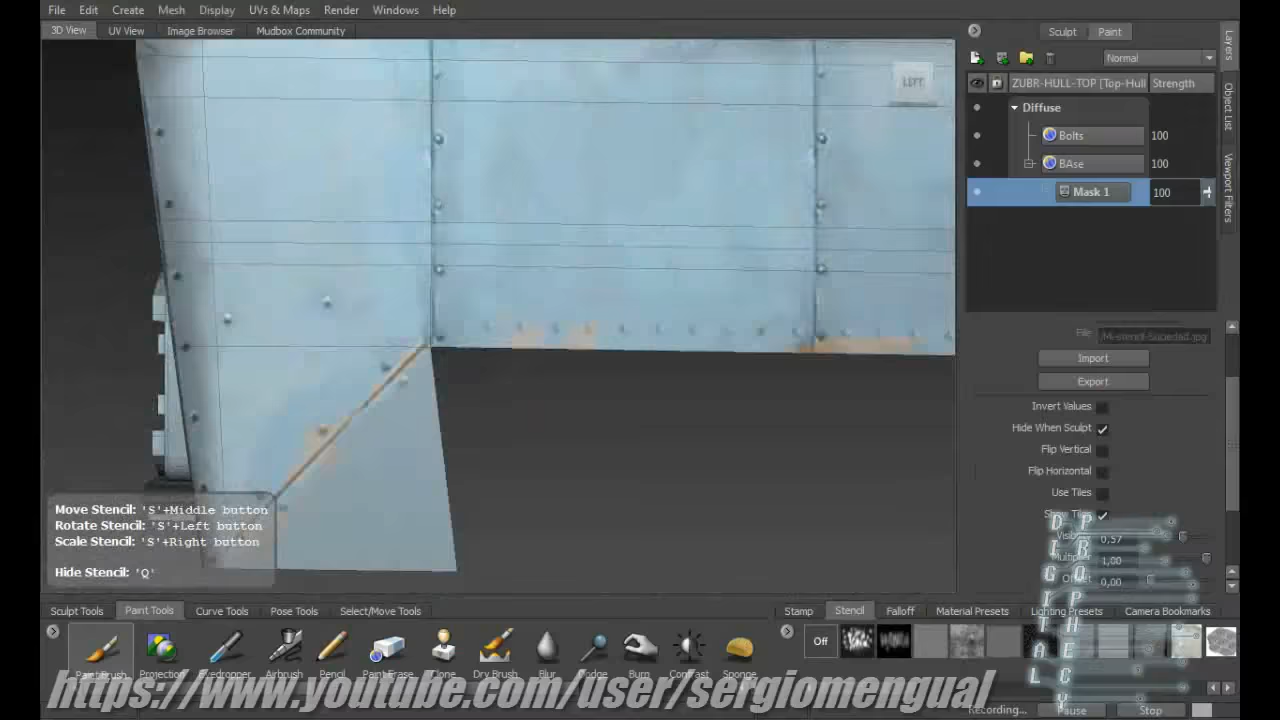 File Edit Create Mesh Display UVs & Maps Render Windows Help
3D View UV View Image Browser Mudbox Community
Sculpt Paint
Normal
ZUBR-HULL-TOP [Top-Hull Strength
Diffuse
Bolts 100
BAse 100
Mask 1 100
Layers
Object List
Viewport Filters
LEFT
File
Import
Export
Invert Values
Hide When Sculpt
Flip Vertical
Flip Horizontal
Use Tiles
0,57
Multiplier 1,00
Offset 0,00
Move Stencil: 'S'+Middle button
Rotate Stencil: 'S'+Left button
Scale Stencil: 'S'+Right button
Hide Stencil: 'Q'
DIGITAL
PROPHECY
Sculpt Tools Paint Tools Curve Tools Pose Tools Select/Move Tools
Stamp Stencil Falloff Material Presets Lighting Presets Camera Bookmarks
Off
Paint Brush Projection Eyedropper Airbrush Pencil Paint Erase Clone Dry Brush Blur Dodge Burn Contrast Sponge
https://www.youtube.com/user/sergiomengual
Recording... Pause Stop